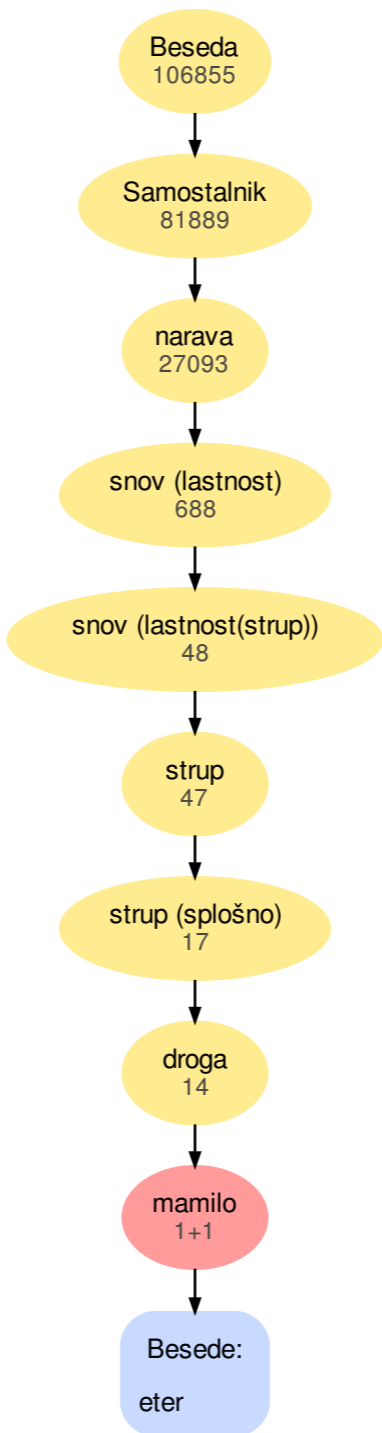 Beseda
106855
Samostalnik
81889
narava
27093
snov (lastnost)
688
snov (lastnost(strup))
48
strup
47
strup (splošno)
17
droga
14
mamilo
1+1
Besede:
eter